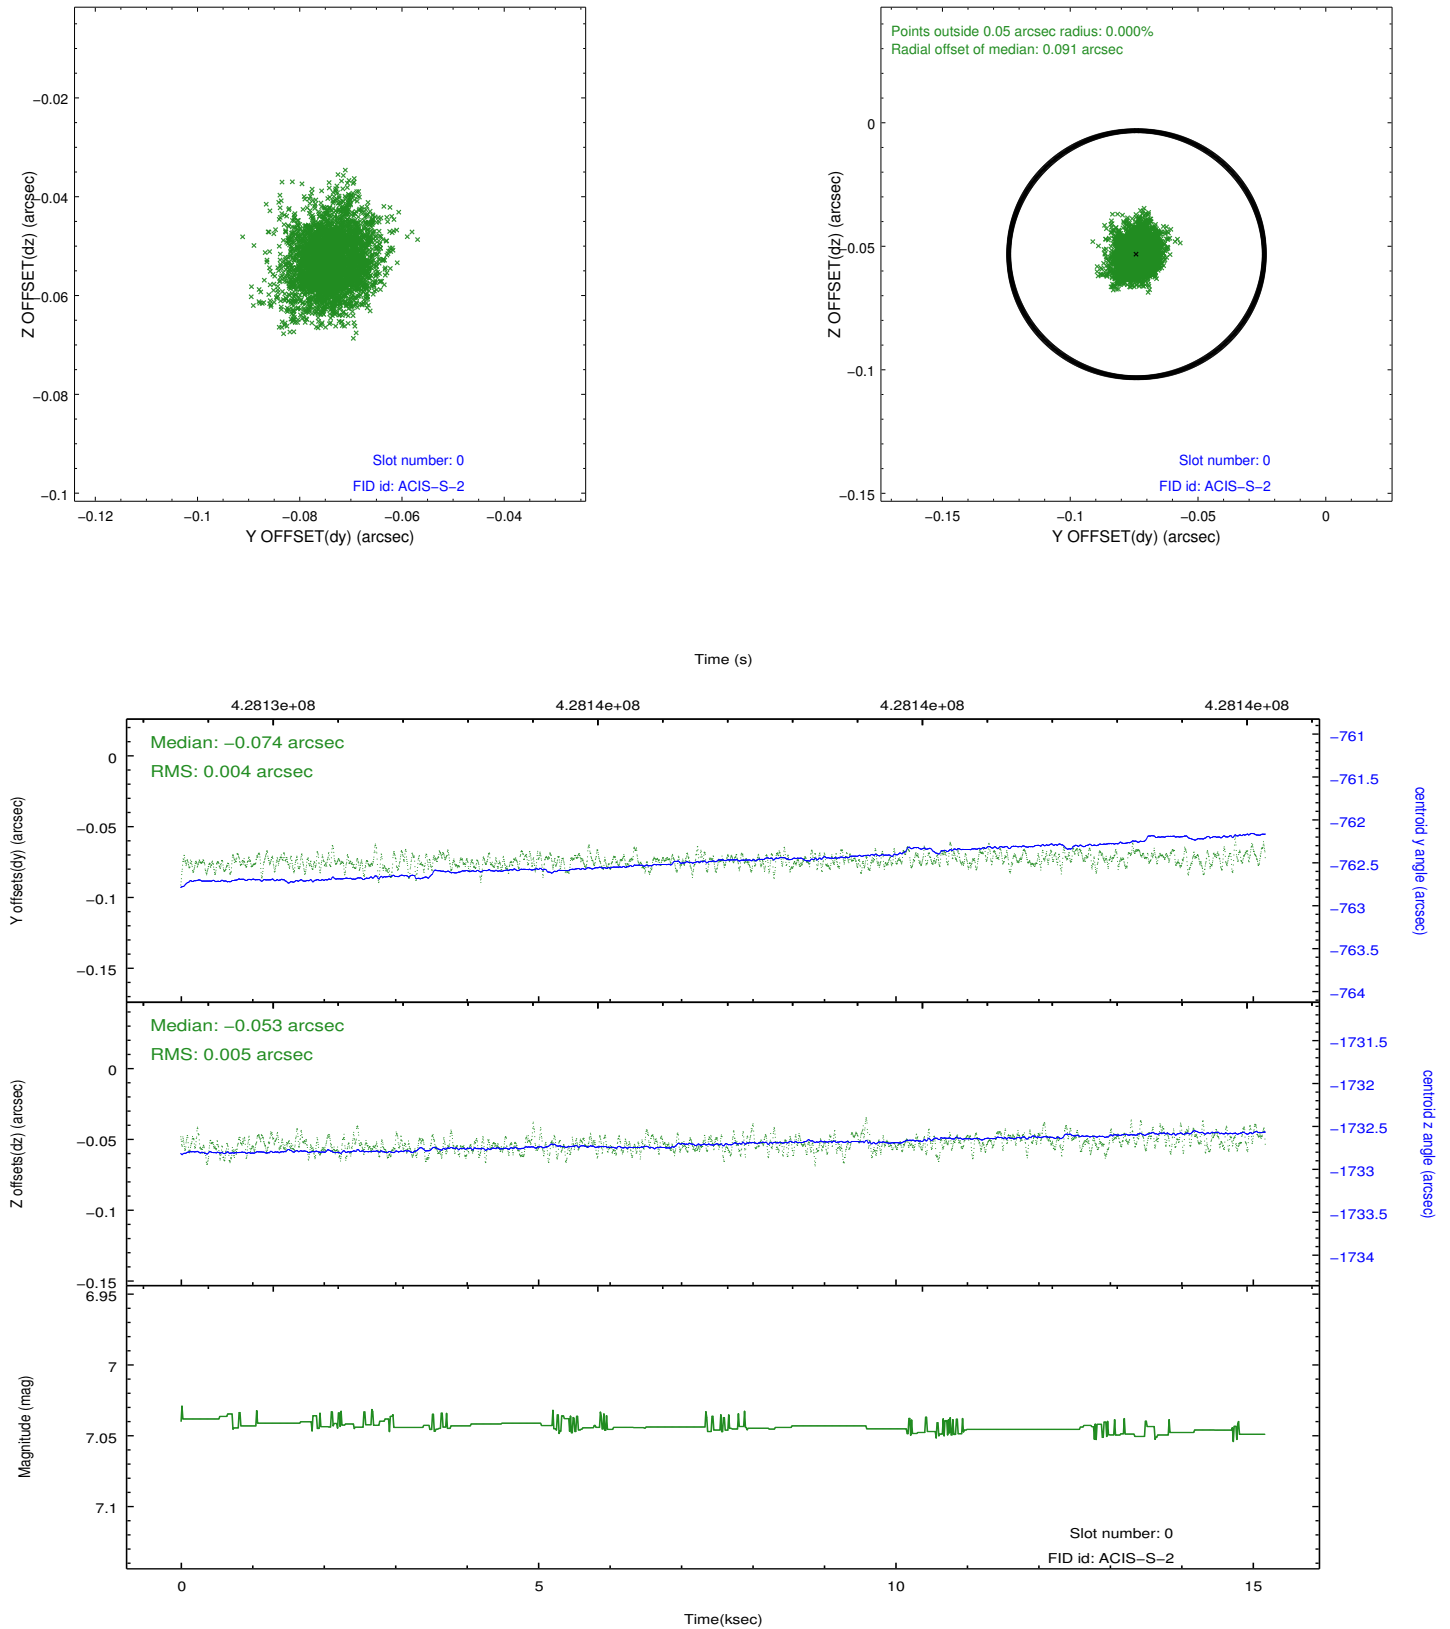 −0.02
−0.04
−0.06
−0.08
−0.1
Z OFFSET(dz) (arcsec)
Slot number: 0
FID id: ACIS−S−2
−0.12
−0.1
−0.08
−0.06
−0.04
Y OFFSET(dy) (arcsec)
Points outside 0.05 arcsec radius: 0.000%
Radial offset of median: 0.091 arcsec
0
−0.05
−0.1
−0.15
Z OFFSET(dz) (arcsec)
Slot number: 0
FID id: ACIS−S−2
−0.15
−0.1
−0.05
0
Y OFFSET(dy) (arcsec)
Time (s)
4.2813e+08
4.2814e+08
4.2814e+08
4.2814e+08
Median: −0.074 arcsec
RMS: 0.004 arcsec
0
−0.05
−0.1
−0.15
Y offsets(dy) (arcsec)
−761
−761.5
−762
−762.5
−763
−763.5
−764
centroid y angle (arcsec)
Median: −0.053 arcsec
RMS: 0.005 arcsec
0
−0.05
−0.1
−0.15
Z offsets(dz) (arcsec)
−1731.5
−1732
−1732.5
−1733
−1733.5
−1734
centroid z angle (arcsec)
6.95
7
7.05
7.1
Magnitude (mag)
Slot number: 0
FID id: ACIS−S−2
0
5
10
15
Time(ksec)